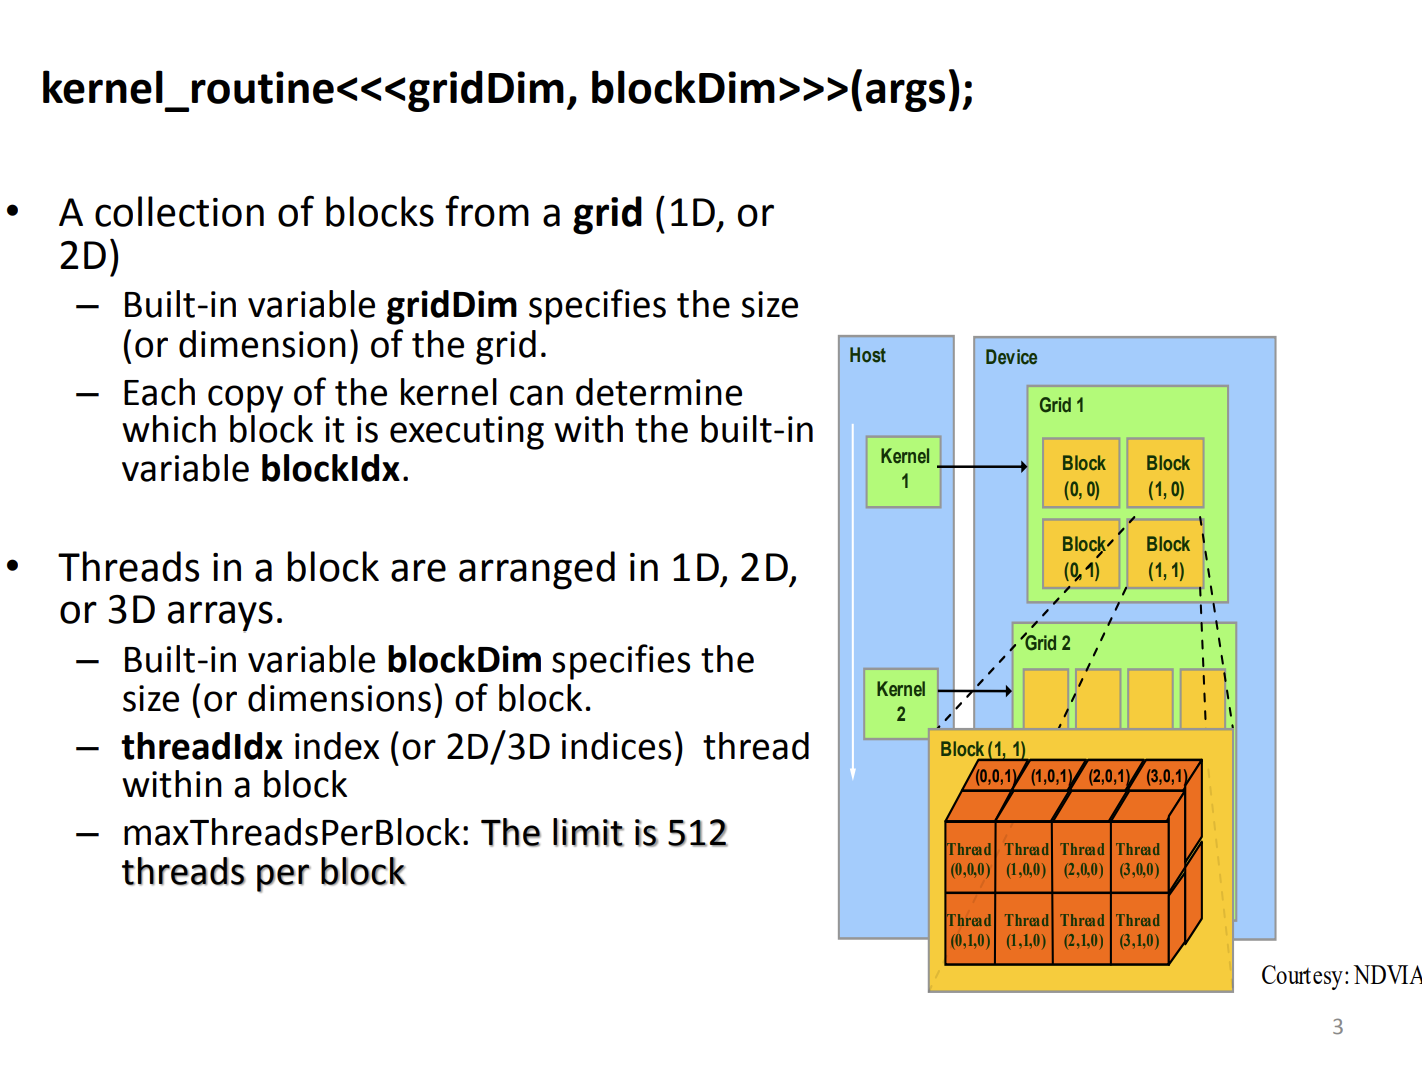 kernel_routine<<<gridDim, blockDim>>>(args);
• A collection of blocks from a grid (1D, or
2D)
– Built-in variable gridDim specifies the size
(or dimension) of the grid.
– Each copy of the kernel can determine
which block it is executing with the built-in
variable blockIdx.
• Threads in a block are arranged in 1D, 2D,
or 3D arrays.
– Built-in variable blockDim specifies the
size (or dimensions) of block.
– threadIdx index (or 2D/3D indices)  thread
within a block
– maxThreadsPerBlock: The limit is 512
threads per block
Host
Device
Grid 1
Kernel
1
Block
(0, 0)
Block
(1, 0)
Block
(0, 1)
Block
(1, 1)
Grid 2
Kernel
2
Block (1, 1)
(0,0,1) (1,0,1) (2,0,1) (3,0,1)
Thread
(0,0,0)
Thread
(1,0,0)
Thread
(2,0,0)
Thread
(3,0,0)
Thread
(0,1,0)
Thread
(1,1,0)
Thread
(2,1,0)
Thread
(3,1,0)
Courtesy: NDVIA
3